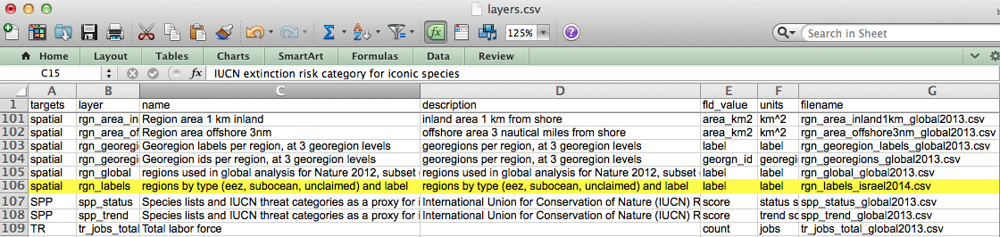 layers.csv
125%
Search in Sheet
Home Layout Tables Charts SmartArt Formulas Data Review
C15 fx IUCN extinction risk category for iconic species
A B C D E F G
1 targets layer name description fld_value units filename
101 spatial rgn_area_in Region area 1 km inland inland area 1 km from shore area_km2 km^2 rgn_area_inland1km_global2013.csv
102 spatial rgn_area_of Region area offshore 3nm offshore area 3 nautical miles from shore area_km2 km^2 rgn_area_offshore3nm_global2013.csv
103 spatial rgn_georegi Georegion labels per region, at 3 georegion levels georegions per region, at 3 georegion levels label label rgn_georegion_labels_global2013.csv
104 spatial rgn_georegi Georegion ids per region, at 3 georegion levels georegions per region, at 3 georegion levels georgn_id georegi rgn_georegions_global2013.csv
105 spatial rgn_global regions used in global analysis for Nature 2012, subset regions used in global analysis for Nature 2012, subset label label rgn_global_global2013.csv
106 spatial rgn_labels regions by type (eez, subocean, unclaimed) and label regions by type (eez, subocean, unclaimed) and label label label rgn_labels_israel2014.csv
107 SPP spp_status Species lists and IUCN threat categories as a proxy for International Union for Conservation of Nature (IUCN) R score status s spp_status_global2013.csv
108 SPP spp_trend Species lists and IUCN threat categories as a proxy for International Union for Conservation of Nature (IUCN) R score trend sc spp_trend_global2013.csv
109 TR tr_jobs_total Total labor force count jobs tr_jobs_total_global2013.csv